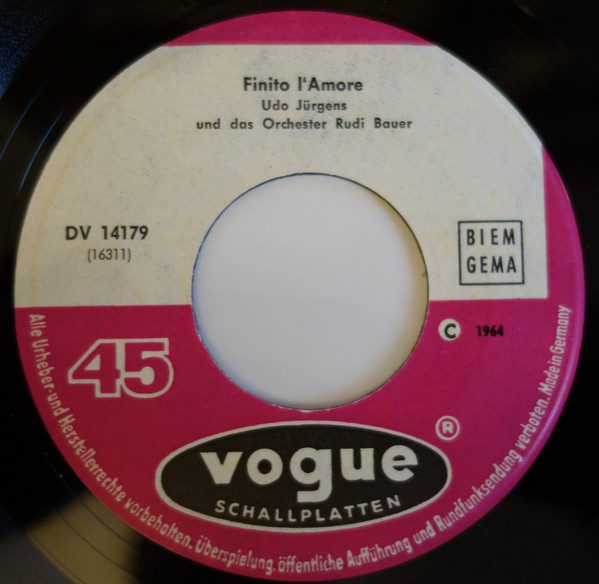 Finito l'Amore
Udo Jürgens
und das Orchester Rudi Bauer
DV 14179
(16311)
BIEM
GEMA
45
C 1964
vogue ®
SCHALLPLATTEN
Alle Urheber- und Herstellerrechte vorbehalten. Überspielung, öffentliche Aufführung und Rundfunksendung verboten. Made in Germany